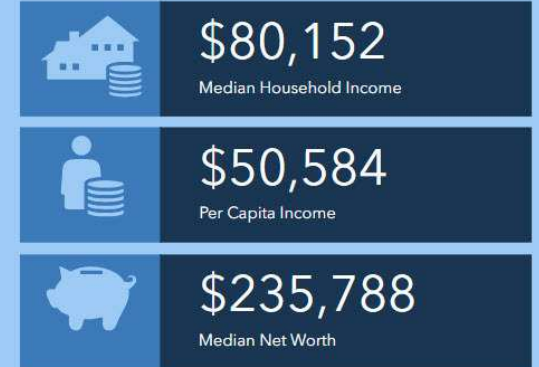 $80,152
Median Household Income
$50,584
Per Capita Income
$235,788
Median Net Worth